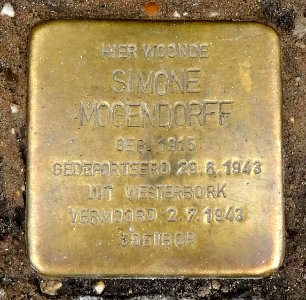 HIER WOONDE
SIMONE
MOGENDORFF
GEB. 1915
GEDEPORTEERD 29.6.1943
UIT WESTERBORK
VERMOORD 2.7.1943
SOBIBOR